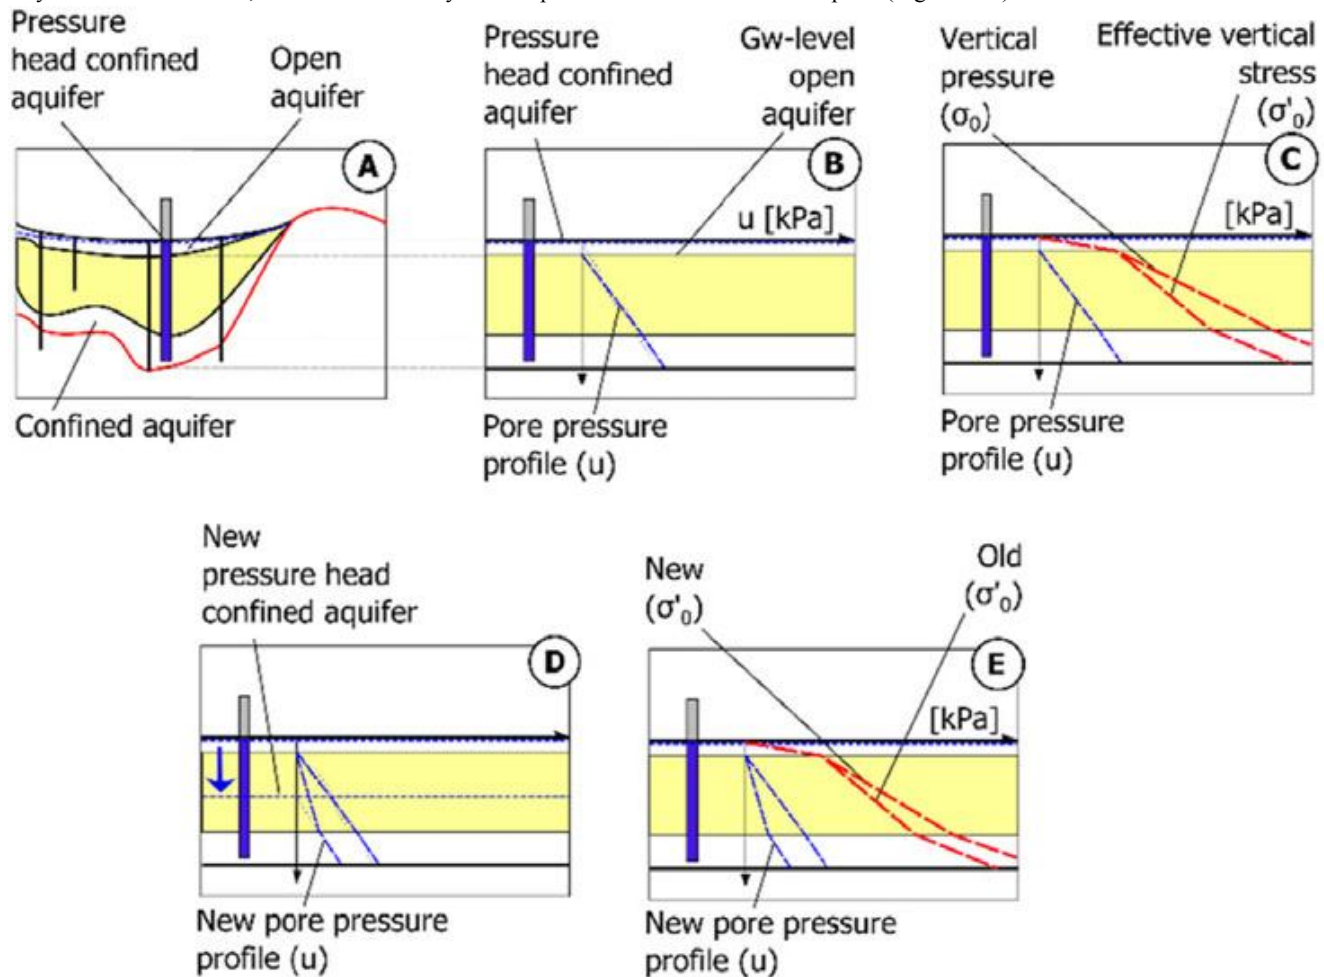 Pressure
head confined
aquifer
Open
aquifer
A
Confined aquifer
Pressure
head confined
aquifer
Gw-level
open
aquifer
B
u [kPa]
Pore pressure
profile (u)
Vertical
pressure
(σ₀)
Effective vertical
stress
(σ'₀)
C
[kPa]
Pore pressure
profile (u)
New
pressure head
confined aquifer
D
New pore pressure
profile (u)
New
(σ'₀)
Old
(σ'₀)
E
[kPa]
New pore pressure
profile (u)